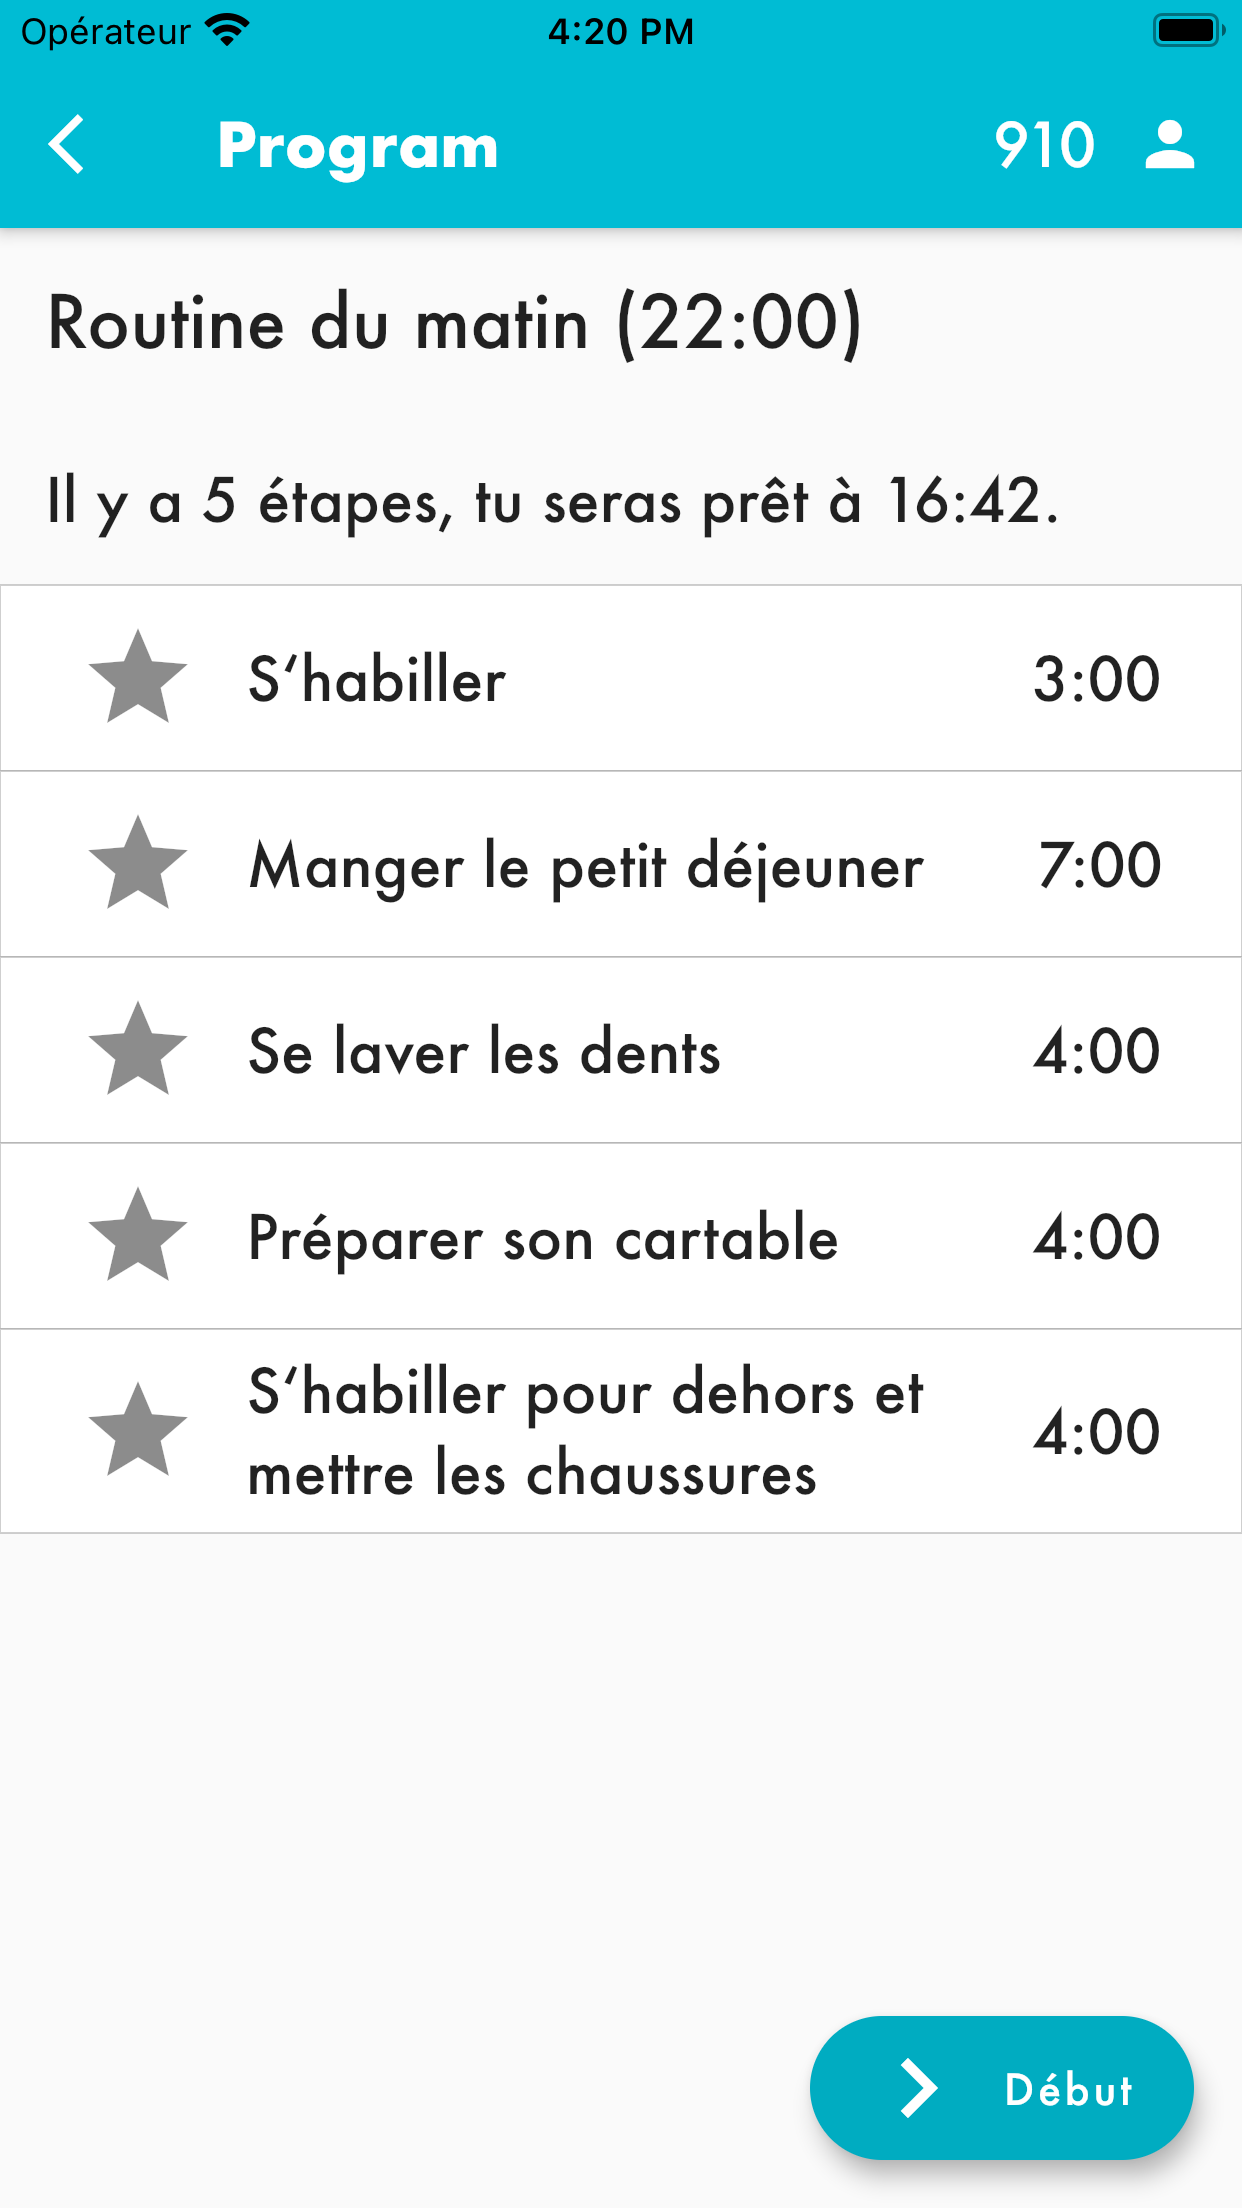 Opérateur 4:20 PM
Program 910
Routine du matin (22:00)
Il y a 5 étapes, tu seras prêt à 16:42.
S‘habiller 3:00
Manger le petit déjeuner 7:00
Se laver les dents 4:00
Préparer son cartable 4:00
S‘habiller pour dehors et
mettre les chaussures 4:00
Début